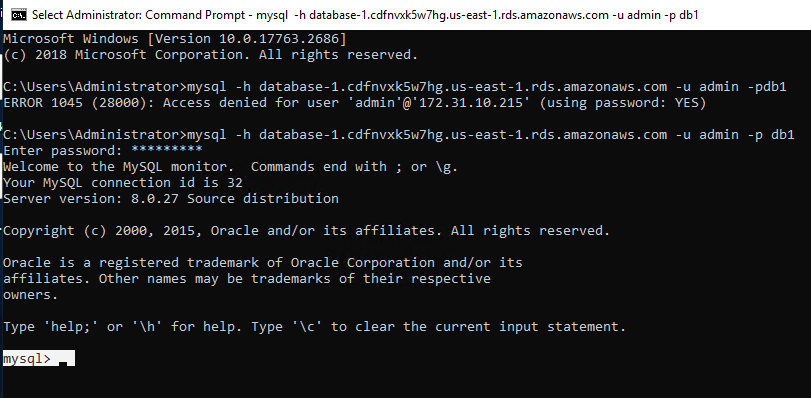 Select Administrator: Command Prompt - mysql -h database-1.cdfnvxk5w7hg.us-east-1.rds.amazonaws.com -u admin -p db1
Microsoft Windows [Version 10.0.17763.2686]
(c) 2018 Microsoft Corporation. All rights reserved.
C:\Users\Administrator>mysql -h database-1.cdfnvxk5w7hg.us-east-1.rds.amazonaws.com -u admin -pdb1
ERROR 1045 (28000): Access denied for user 'admin'@'172.31.10.215' (using password: YES)
C:\Users\Administrator>mysql -h database-1.cdfnvxk5w7hg.us-east-1.rds.amazonaws.com -u admin -p db1
Enter password: *********
Welcome to the MySQL monitor.  Commands end with ; or \g.
Your MySQL connection id is 32
Server version: 8.0.27 Source distribution
Copyright (c) 2000, 2015, Oracle and/or its affiliates. All rights reserved.
Oracle is a registered trademark of Oracle Corporation and/or its
affiliates. Other names may be trademarks of their respective
owners.
Type 'help;' or '\h' for help. Type '\c' to clear the current input statement.
mysql> _